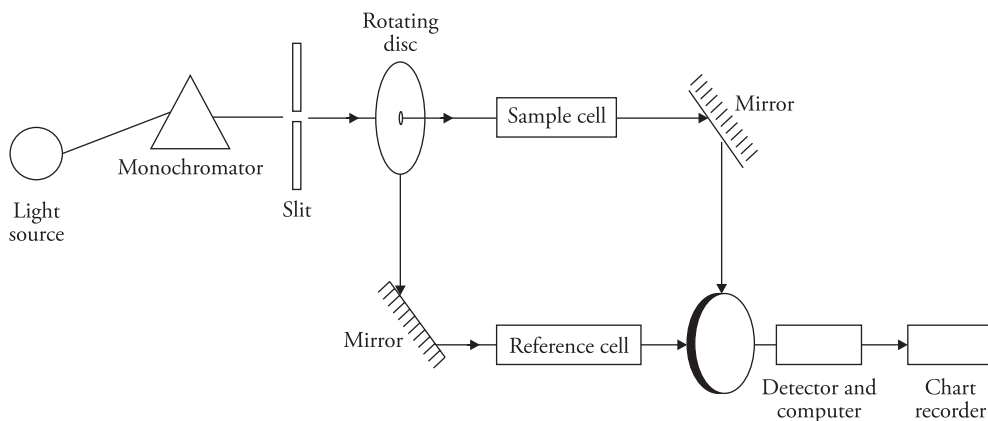 Rotating
disc
Sample cell
Mirror
Monochromator
Slit
Light
source
Mirror
Reference cell
Detector and
computer
Chart
recorder